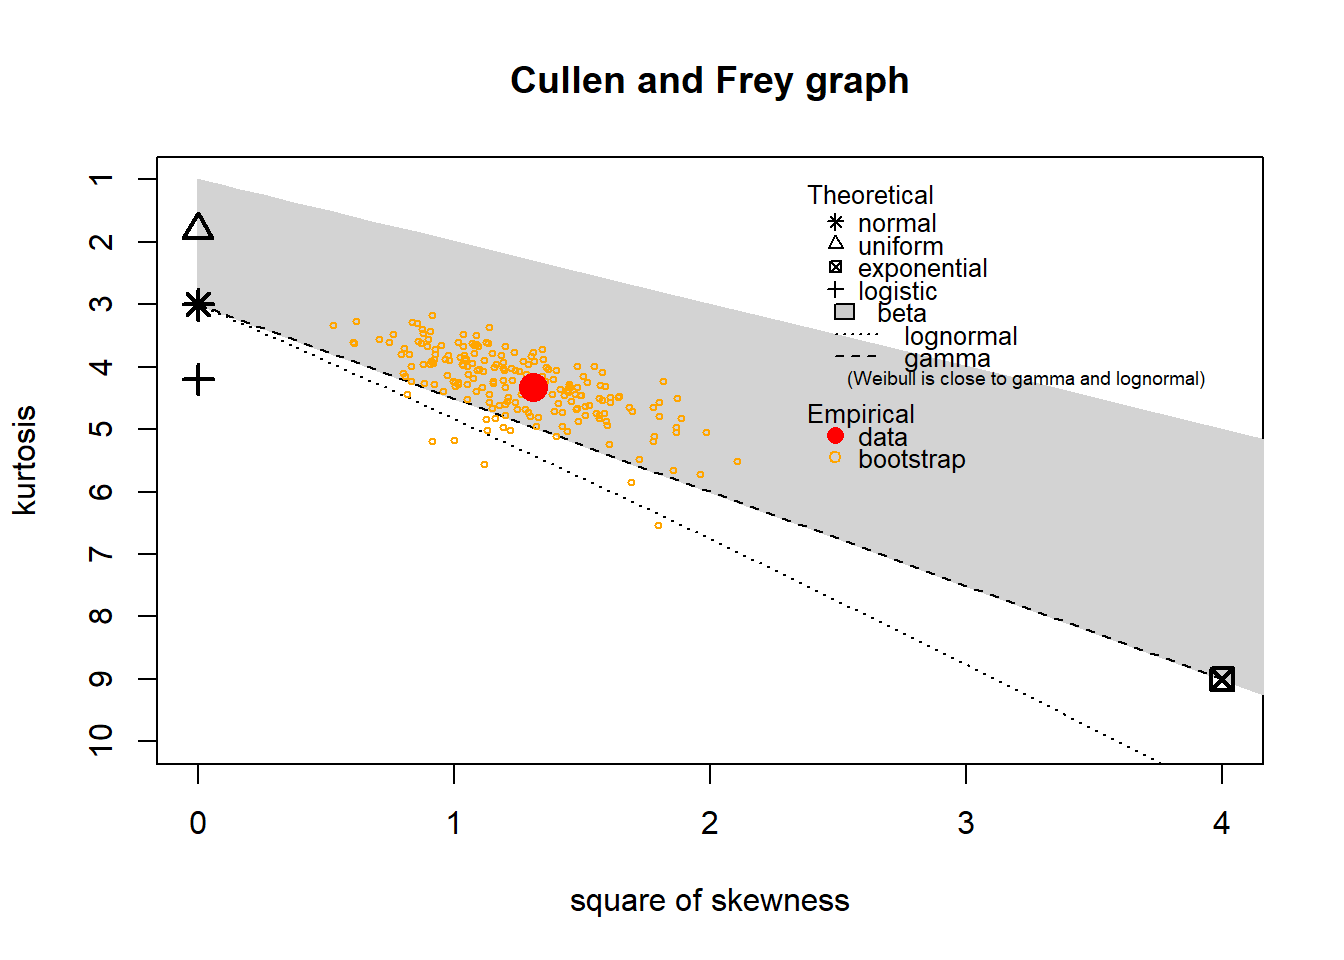 Cullen and Frey graph
kurtosis
1
2
3
4
5
6
7
8
9
10
Theoretical
normal
uniform
exponential
logistic
beta
lognormal
gamma
(Weibull is close to gamma and lognormal)
Empirical
data
bootstrap
0 1 2 3 4
square of skewness